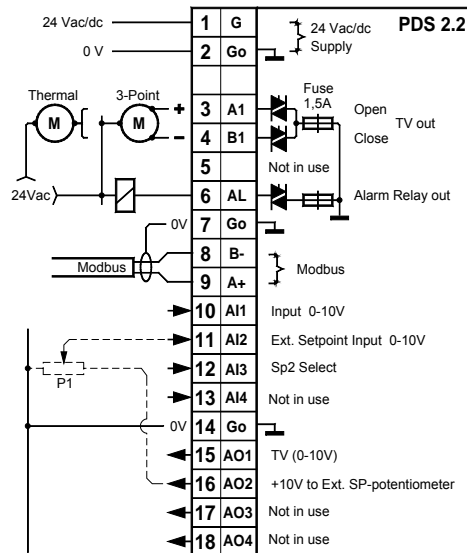 PDS 2.2
24 Vac/dc 1 G 24 Vac/dc
0 V 2 Go Supply
Thermal 3-Point Fuse
1,5A
M M + 3 A1 Open
TV out
− 4 B1 Close
5 Not in use
24Vac 6 AL Alarm Relay out
0V 7 Go
8 B-
Modbus Modbus
9 A+
10 AI1 Input 0-10V
11 AI2 Ext. Setpoint Input 0-10V
12 AI3 Sp2 Select
P1
13 AI4 Not in use
0V 14 Go
15 AO1 TV (0-10V)
16 AO2 +10V to Ext. SP-potentiometer
17 AO3 Not in use
18 AO4 Not in use